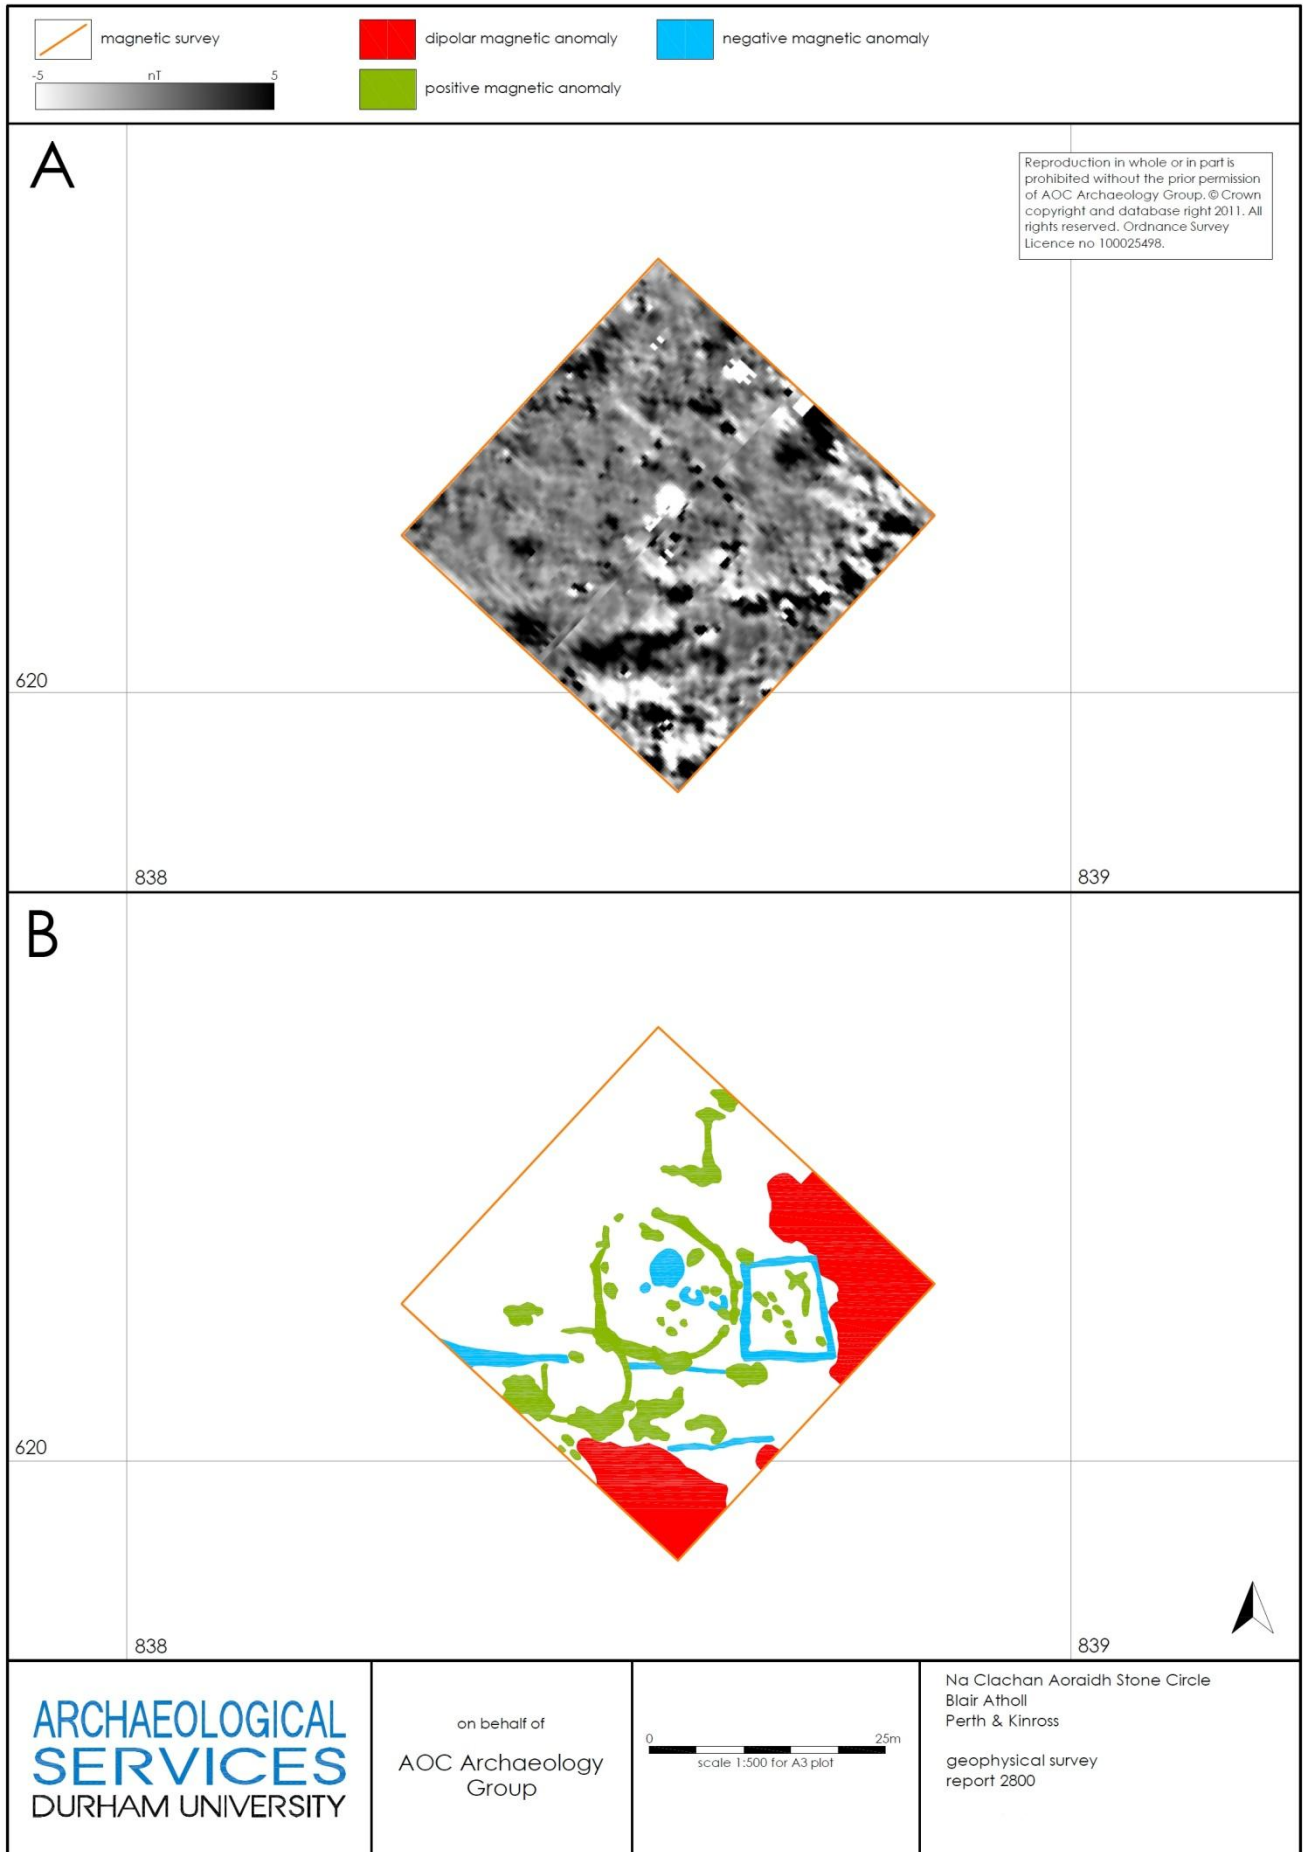 magnetic survey
-5 nT 5
dipolar magnetic anomaly
positive magnetic anomaly
negative magnetic anomaly
A
Reproduction in whole or in part is
prohibited without the prior permission
of AOC Archaeology Group. © Crown
copyright and database right 2011. All
rights reserved. Ordnance Survey
Licence no 100025498.
620
838
839
B
620
838
839
ARCHAEOLOGICAL
SERVICES
DURHAM UNIVERSITY
on behalf of
AOC Archaeology
Group
0 25m
scale 1:500 for A3 plot
Na Clachan Aoraidh Stone Circle
Blair Atholl
Perth & Kinross
geophysical survey
report 2800